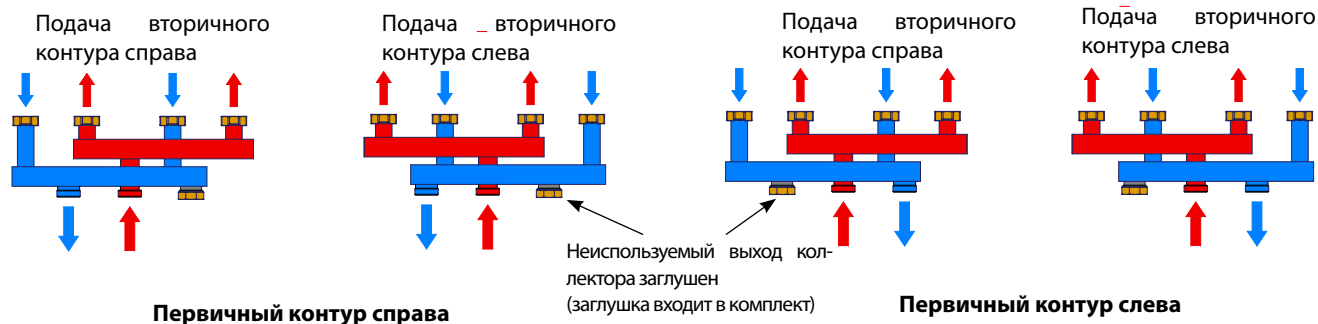 Подача вторичного
контура справа
Подача вторичного
контура слева
Подача вторичного
контура справа
Подача вторичного
контура слева
Неиспользуемый выход кол-
лектора заглушен
(заглушка входит в комплект)
Первичный контур справа
Первичный контур слева